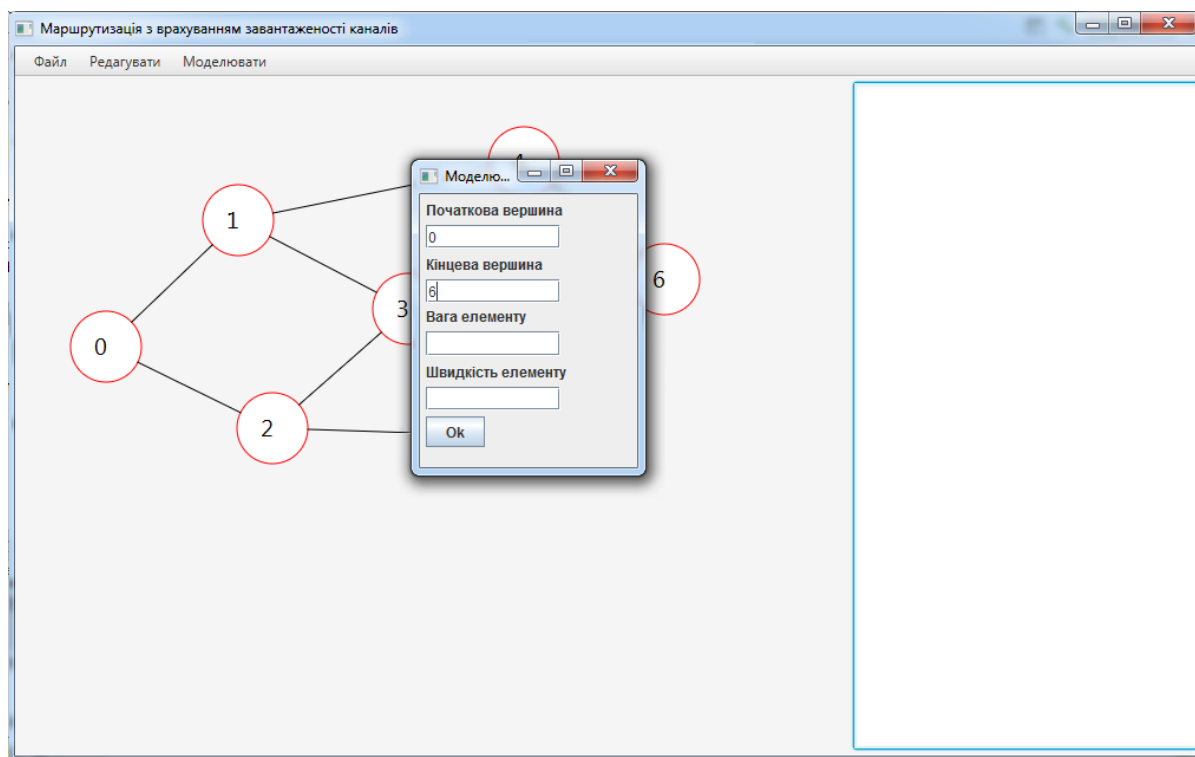 Маршрутизація з врахуванням завантаженості каналів
Файл Редагувати Моделювати
1
0
2
3
6
Моделю...
Початкова вершина
0
Кінцева вершина
6
Вага елементу
Швидкість елементу
Ok